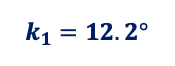 k₁ = 12.2°